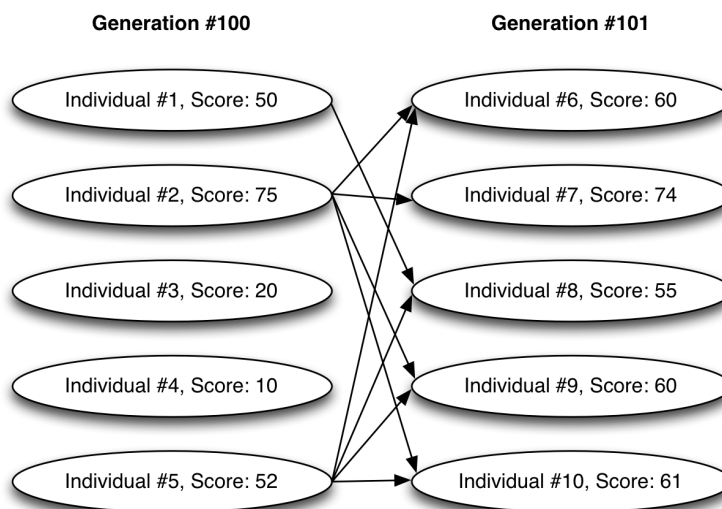 Generation #100
Generation #101
Individual #1, Score: 50
Individual #6, Score: 60
Individual #2, Score: 75
Individual #7, Score: 74
Individual #3, Score: 20
Individual #8, Score: 55
Individual #4, Score: 10
Individual #9, Score: 60
Individual #5, Score: 52
Individual #10, Score: 61